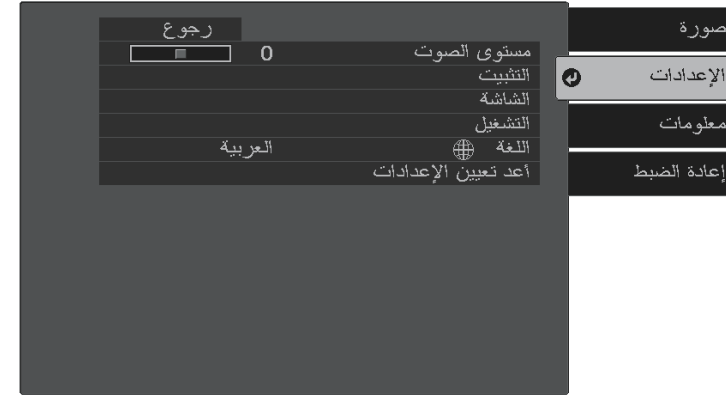 رجوع
مستوى الصوت 0
التثبيت
الشاشة
التشغيل
اللغة العربية
أعد تعيين الإعدادات
صورة
الإعدادات
معلومات
إعادة الضبط